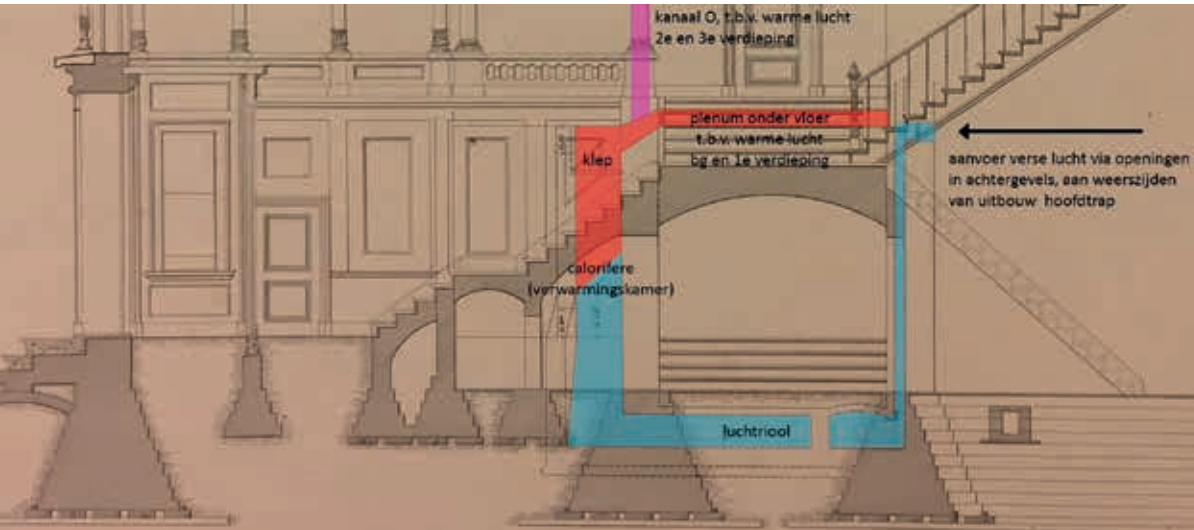 kanaal O, t.b.v. warme lucht
2e en 3e verdieping
plenum onder vloer
t.b.v. warme lucht
bg en 1e verdieping
klep
aanvoer verse lucht via openingen
in achtergevels, aan weerszijden
van uitbouw hoofdtrap
calorifere
(verwarmingskamer)
luchtriool